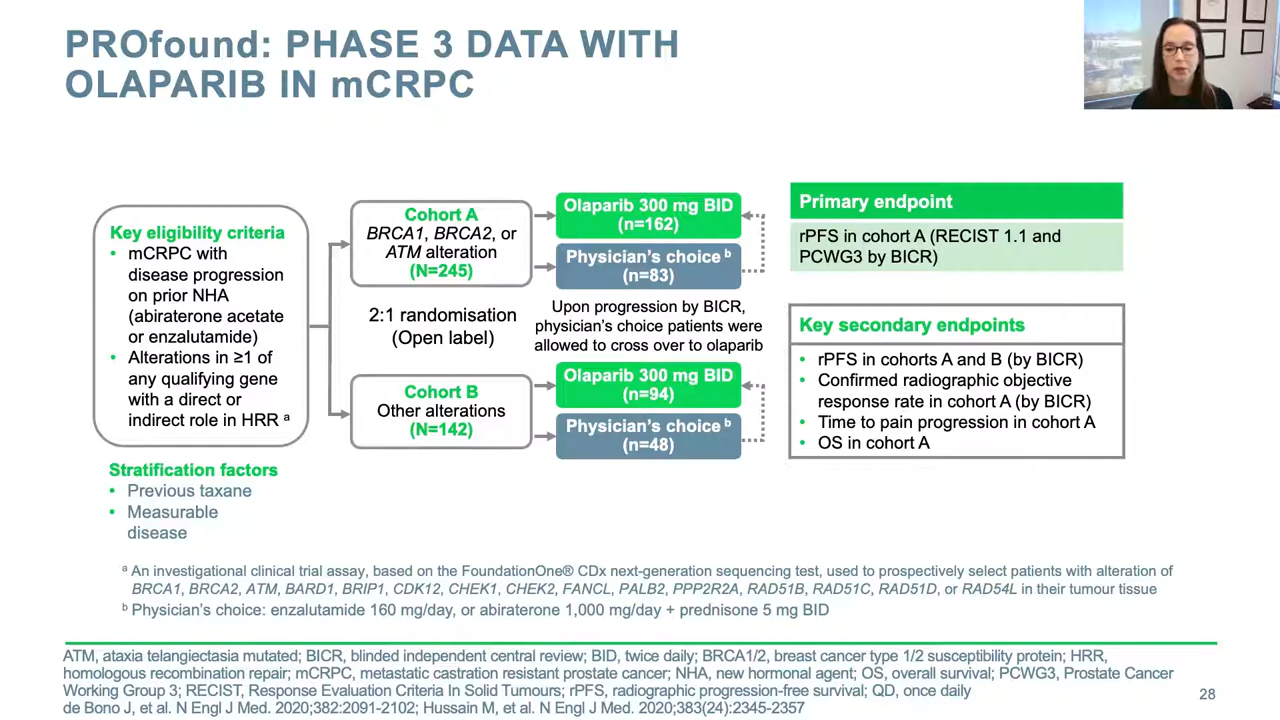 PROfound: PHASE 3 DATA WITH
OLAPARIB IN mCRPC
Key eligibility criteria
• mCRPC with
disease progression
on prior NHA
(abiraterone acetate
or enzalutamide)
• Alterations in ≥1 of
any qualifying gene
with a direct or
indirect role in HRR a
Stratification factors
• Previous taxane
• Measurable
disease
Cohort A
BRCA1, BRCA2, or
ATM alteration
(N=245)
2:1 randomisation
(Open label)
Cohort B
Other alterations
(N=142)
Olaparib 300 mg BID
(n=162)
Physician's choice b
(n=83)
Upon progression by BICR,
physician's choice patients were
allowed to cross over to olaparib
Olaparib 300 mg BID
(n=94)
Physician's choice b
(n=48)
Primary endpoint
rPFS in cohort A (RECIST 1.1 and
PCWG3 by BICR)
Key secondary endpoints
• rPFS in cohorts A and B (by BICR)
• Confirmed radiographic objective
response rate in cohort A (by BICR)
• Time to pain progression in cohort A
• OS in cohort A
a An investigational clinical trial assay, based on the FoundationOne® CDx next-generation sequencing test, used to prospectively select patients with alteration of
BRCA1, BRCA2, ATM, BARD1, BRIP1, CDK12, CHEK1, CHEK2, FANCL, PALB2, PPP2R2A, RAD51B, RAD51C, RAD51D, or RAD54L in their tumour tissue
b Physician's choice: enzalutamide 160 mg/day, or abiraterone 1,000 mg/day + prednisone 5 mg BID
ATM, ataxia telangiectasia mutated; BICR, blinded independent central review; BID, twice daily; BRCA1/2, breast cancer type 1/2 susceptibility protein; HRR,
homologous recombination repair; mCRPC, metastatic castration resistant prostate cancer; NHA, new hormonal agent; OS, overall survival; PCWG3, Prostate Cancer
Working Group 3; RECIST, Response Evaluation Criteria In Solid Tumours; rPFS, radiographic progression-free survival; QD, once daily
de Bono J, et al. N Engl J Med. 2020;382:2091-2102; Hussain M, et al. N Engl J Med. 2020;383(24):2345-2357
28